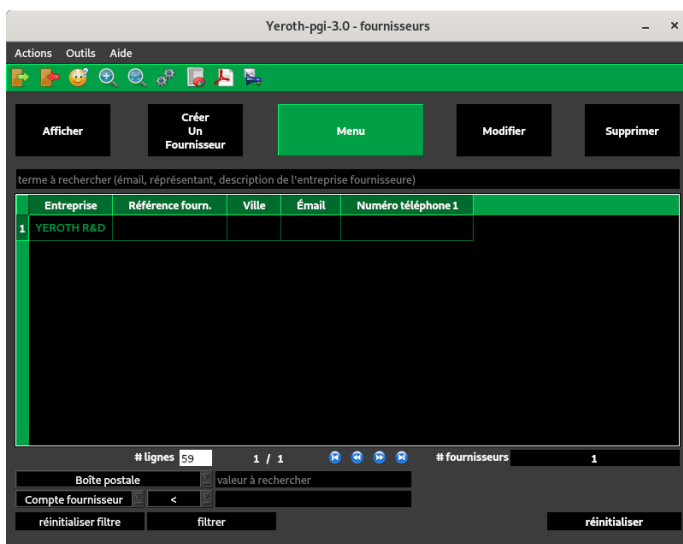 Yeroth-pgi-3.0 - fournisseurs
Actions Outils Aide
Afficher
Créer
Un
Fournisseur
Menu
Modifier
Supprimer
terme à rechercher (émail, réprésentant, description de l'entreprise fournisseure)
Entreprise Référence fourn. Ville Émail Numéro téléphone 1
1 YEROTH R&D
# lignes 59 1 / 1 # fournisseurs 1
Boîte postale valeur à rechercher
Compte fournisseur <
réinitialiser filtre filtrer réinitialiser